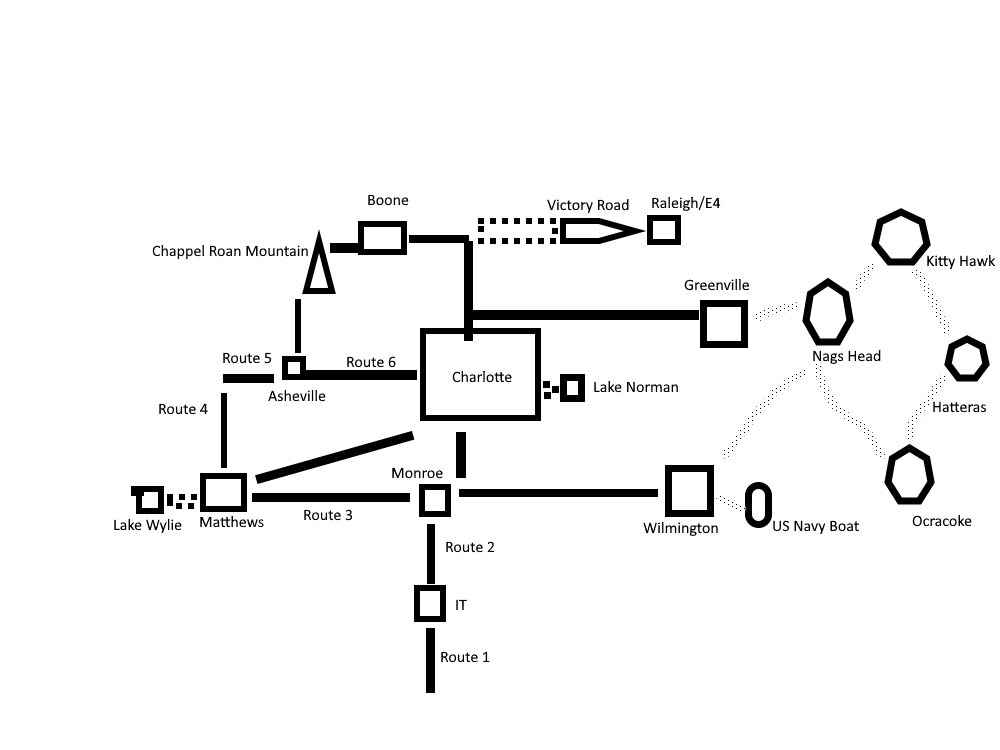 Boone
Victory Road
Raleigh/E4
Chappel Roan Mountain
Kitty Hawk
Greenville
Nags Head
Route 5
Route 6
Charlotte
Lake Norman
Asheville
Hatteras
Route 4
Monroe
Lake Wylie
Matthews
Route 3
Wilmington
US Navy Boat
Ocracoke
Route 2
IT
Route 1